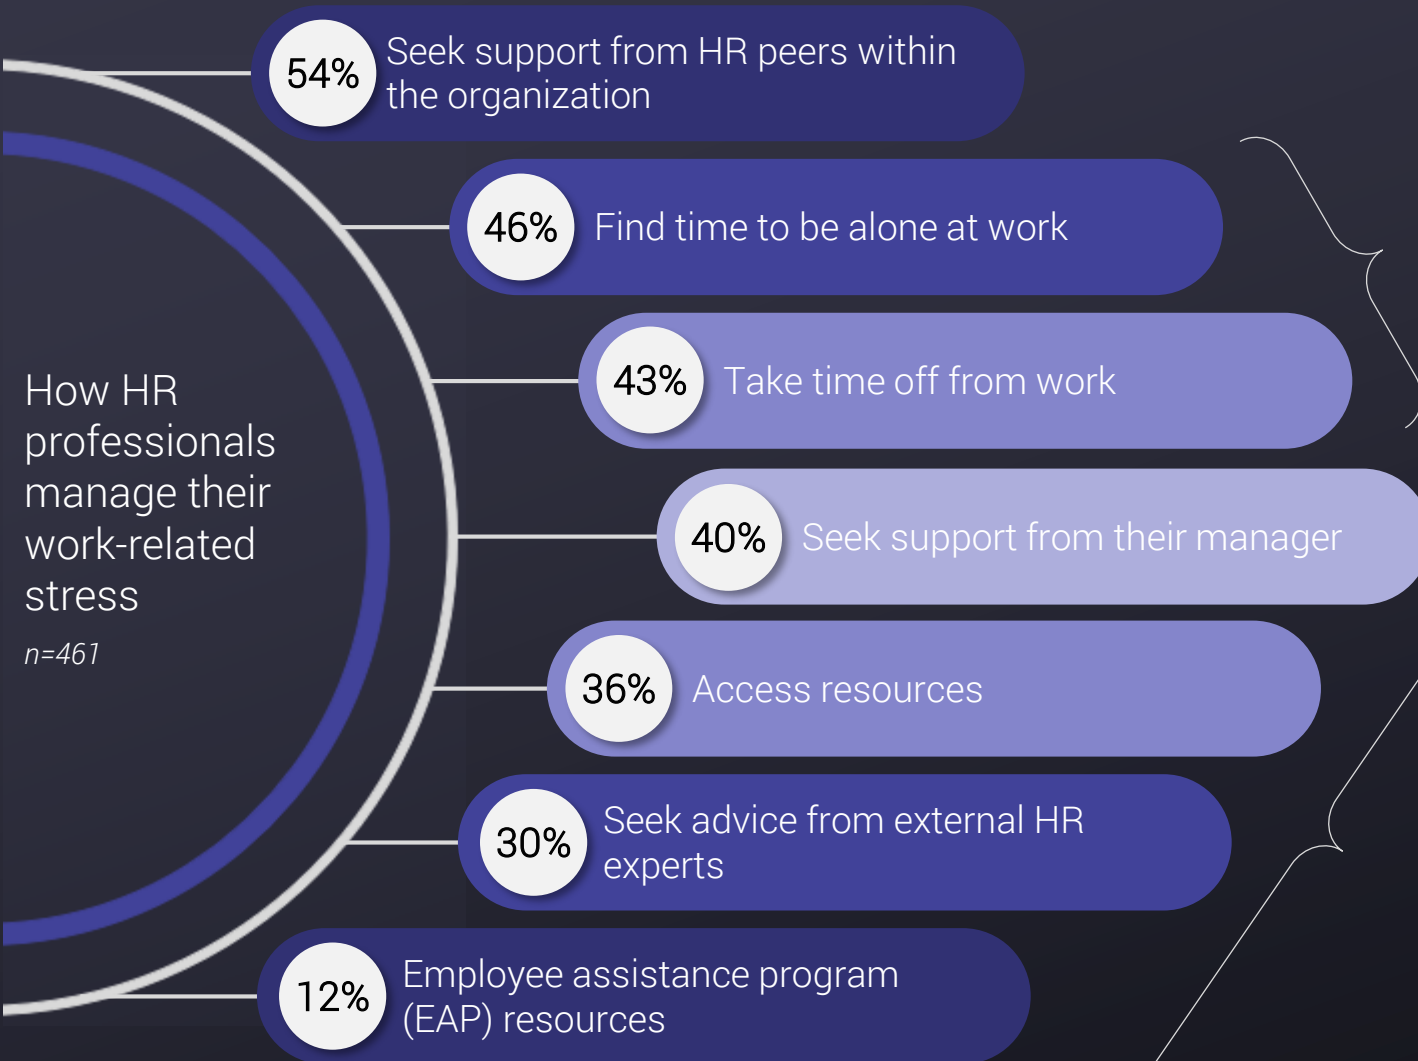 54%
Seek support from HR peers within
the organization
46%
Find time to be alone at work
43%
Take time off from work
How HR
professionals
manage their
work-related
stress
n=461
40%
Seek support from their manager
36%
Access resources
30%
Seek advice from external HR
experts
12%
Employee assistance program
(EAP) resources